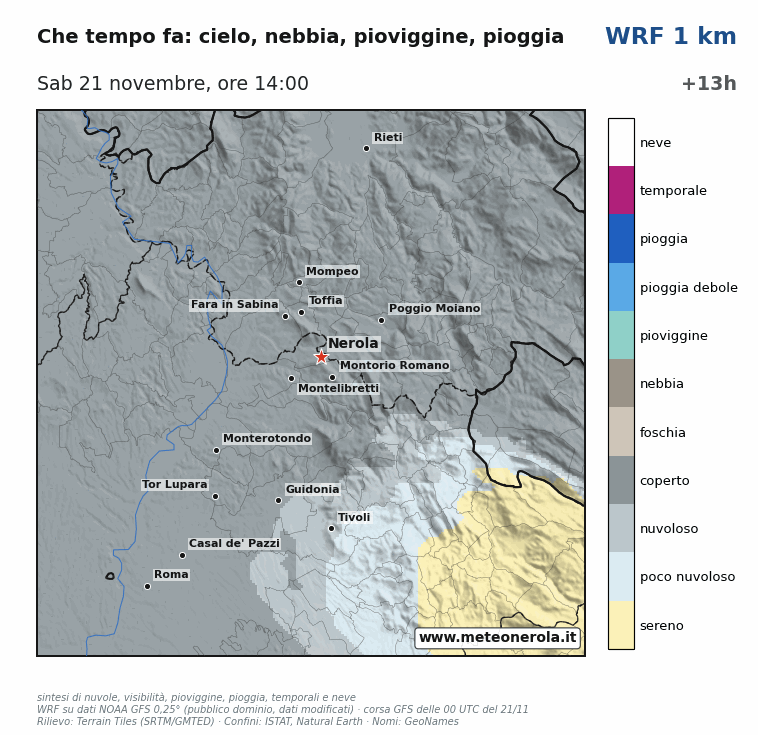 Che tempo fa: cielo, nebbia, pioviggine, pioggia
WRF 1 km
Sab 21 novembre, ore 14:00
+13h
Rieti
Mompeo
Fara in Sabina
Toffia
Poggio Moiano
Nerola
Montorio Romano
Montelibretti
Monterotondo
Tor Lupara
Guidonia
Tivoli
Casal de' Pazzi
Roma
www.meteonerola.it
neve
temporale
pioggia
pioggia debole
pioviggine
nebbia
foschia
coperto
nuvoloso
poco nuvoloso
sereno
sintesi di nuvole, visibilità, pioviggine, pioggia, temporali e neve
WRF su dati NOAA GFS 0,25° (pubblico dominio, dati modificati) · corsa GFS delle 00 UTC del 21/11
Rilievo: Terrain Tiles (SRTM/GMTED) · Confini: ISTAT, Natural Earth · Nomi: GeoNames